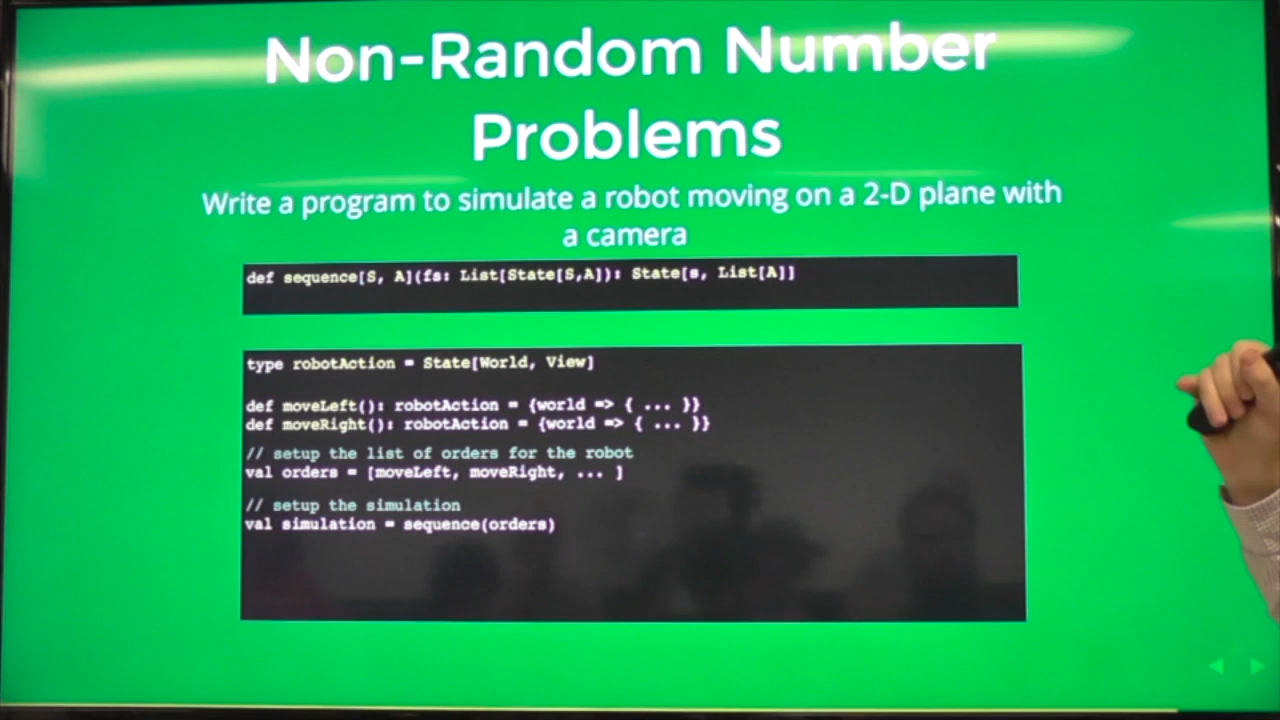 Non-Random Number
Problems
Write a program to simulate a robot moving on a 2-D plane with
a camera
def sequence[S, A](fs: List[State[S,A]): State[s, List[A]]
type robotAction = State[World, View]
def moveLeft(): robotAction = {world => { ... }}
def moveRight(): robotAction = {world => { ... }}
// setup the list of orders for the robot
val orders = [moveLeft, moveRight, ... ]
// setup the simulation
val simulation = sequence(orders)